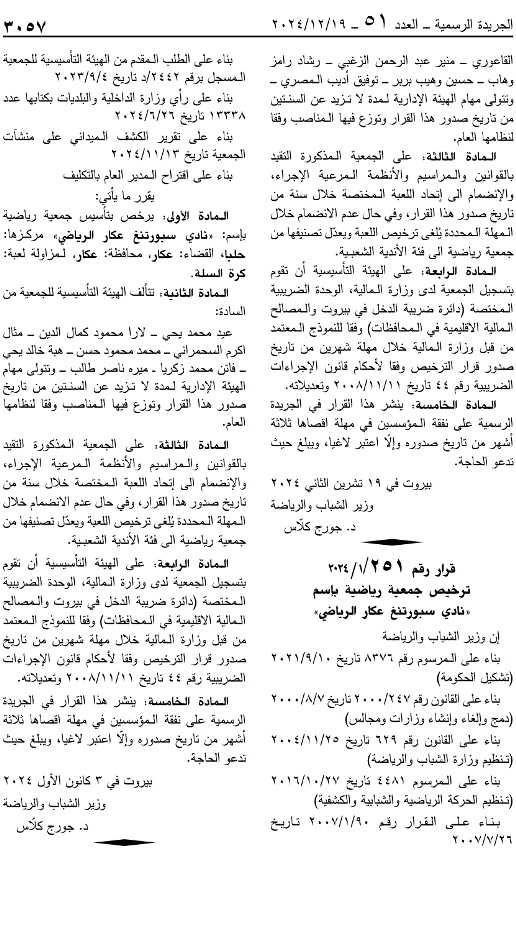 الجريدة الرسمية ــ العدد ٥١ ــ ٢٠٢٤/١٢/١٩
٣٠٥٧
القاعوري ــ منير عبد الرحمن الزغبي ــ رشاد رامز
وهاب ــ حسين وهيب برير ــ توفيق أديب المصري ــ
وتتولى مهام الهيئة الإدارية لمدة لا تزيد عن السنتين
من تاريخ صدور هذا القرار وتوزع فيها المناصب وفقا
لنظامها العام.
المادة الثالثة: على الجمعية المذكورة التقيد
بالقوانين والمراسيم والأنظمة المرعية الإجراء،
والإنضمام الى إتحاد اللعبة المختصة خلال سنة من
تاريخ صدور هذا القرار، وفي حال عدم الانضمام خلال
المهلة المحددة يُلغى ترخيص اللعبة ويعدّل تصنيفها من
جمعية رياضية الى فئة الأندية الشعبية.
المادة الرابعة: على الهيئة التأسيسية أن تقوم
بتسجيل الجمعية لدى وزارة المالية، الوحدة الضريبية
المختصة (دائرة ضريبة الدخل في بيروت والمصالح
المالية الاقليمية في المحافظات) وفقا للنموذج المعتمد
من قبل وزارة المالية خلال مهلة شهرين من تاريخ
صدور قرار الترخيص وفقا لأحكام قانون الإجراءات
الضريبية رقم ٤٤ تاريخ ٢٠٠٨/١١/١١ وتعديلاته.
المادة الخامسة: ينشر هذا القرار في الجريدة
الرسمية على نفقة المؤسسين في مهلة اقصاها ثلاثة
أشهر من تاريخ صدوره وإلّا اعتبر لاغيا، ويبلغ حيث
تدعو الحاجة.
بيروت في ١٩ تشرين الثاني ٢٠٢٤
وزير الشباب والرياضة
د. جورج كلّاس
قرار رقم ٢٠٢٤/١/٢٥١
ترخيص جمعية رياضية بإسم
«نادي سبورتنغ عكار الرياضي»
إن وزير الشباب والرياضة
بناء على المرسوم رقم ٨٣٧٦ تاريخ ٢٠٢١/٩/١٠
(تشكيل الحكومة)
بناء على القانون رقم ٢٠٠٠/٢٤٧ تاريخ ٢٠٠٠/٨/٧
(دمج وإلغاء وإنشاء وزارات ومجالس)
بناء على القانون رقم ٦٢٩ تاريخ ٢٠٠٤/١١/٢٥
(تنظيم وزارة الشباب والرياضة)
بناء على المرسوم ٤٤٨١ تاريخ ٢٠١٦/١٠/٢٧
(تنظيم الحركة الرياضية والشبابية والكشفية)
بناء على القرار رقم ٢٠٠٧/١/٩٠ تاريخ
٢٠٠٧/٧/٢٦
بناء على الطلب المقدم من الهيئة التأسيسية للجمعية
المسجل برقم ٢٤٤٢/د تاريخ ٢٠٢٣/٩/٤
بناء على رأي وزارة الداخلية والبلديات بكتابها عدد
١٣٣٣٨ تاريخ ٢٠٢٤/٦/٢٦
بناء على تقرير الكشف الميداني على منشآت
الجمعية تاريخ ٢٠٢٤/١١/١٣
بناء على اقتراح المدير العام بالتكليف
يقرر ما يأتي:
المادة الأولى: يرخص بتأسيس جمعية رياضية
بإسم: «نادي سبورتنغ عكار الرياضي» مركزها:
حلبا، القضاء: عكار، محافظة: عكار، لمزاولة لعبة:
كرة السلة.
المادة الثانية: تتألف الهيئة التأسيسية للجمعية من
السادة:
عيد محمد يحي ــ لارا محمود كمال الدين ــ مثال
اكرم السحمراني ــ محمد محمود حسن ــ هبة خالد يحي
ــ فاتن محمد زكريا ــ ميره ناصر طالب ــ وتتولى مهام
الهيئة الإدارية لمدة لا تزيد عن السنتين من تاريخ
صدور هذا القرار وتوزع فيها المناصب وفقا لنظامها
العام.
المادة الثالثة: على الجمعية المذكورة التقيد
بالقوانين والمراسيم والأنظمة المرعية الإجراء،
والإنضمام الى إتحاد اللعبة المختصة خلال سنة من
تاريخ صدور هذا القرار، وفي حال عدم الانضمام خلال
المهلة المحددة يُلغى ترخيص اللعبة ويعدّل تصنيفها من
جمعية رياضية الى فئة الأندية الشعبية.
المادة الرابعة: على الهيئة التأسيسية أن تقوم
بتسجيل الجمعية لدى وزارة المالية، الوحدة الضريبية
المختصة (دائرة ضريبة الدخل في بيروت والمصالح
المالية الاقليمية في المحافظات) وفقا للنموذج المعتمد
من قبل وزارة المالية خلال مهلة شهرين من تاريخ
صدور قرار الترخيص وفقا لأحكام قانون الإجراءات
الضريبية رقم ٤٤ تاريخ ٢٠٠٨/١١/١١ وتعديلاته.
المادة الخامسة: ينشر هذا القرار في الجريدة
الرسمية على نفقة المؤسسين في مهلة اقصاها ثلاثة
أشهر من تاريخ صدوره وإلّا اعتبر لاغيا، ويبلغ حيث
تدعو الحاجة.
بيروت في ٣ كانون الأول ٢٠٢٤
وزير الشباب والرياضة
د. جورج كلّاس